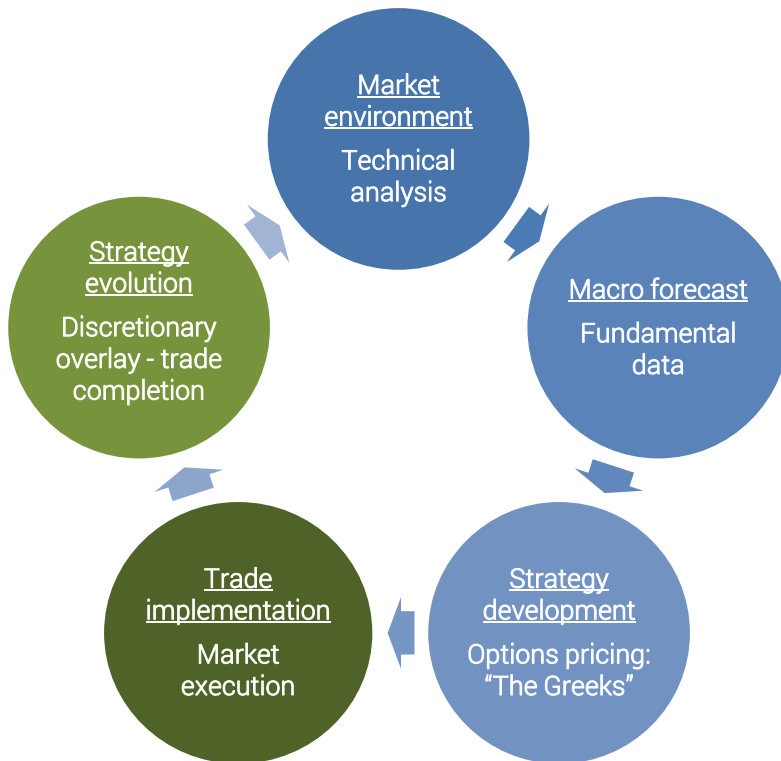 Market
environment
Technical
analysis
Macro forecast
Fundamental
data
Strategy
development
Options pricing:
“The Greeks”
Trade
implementation
Market
execution
Strategy
evolution
Discretionary
overlay - trade
completion